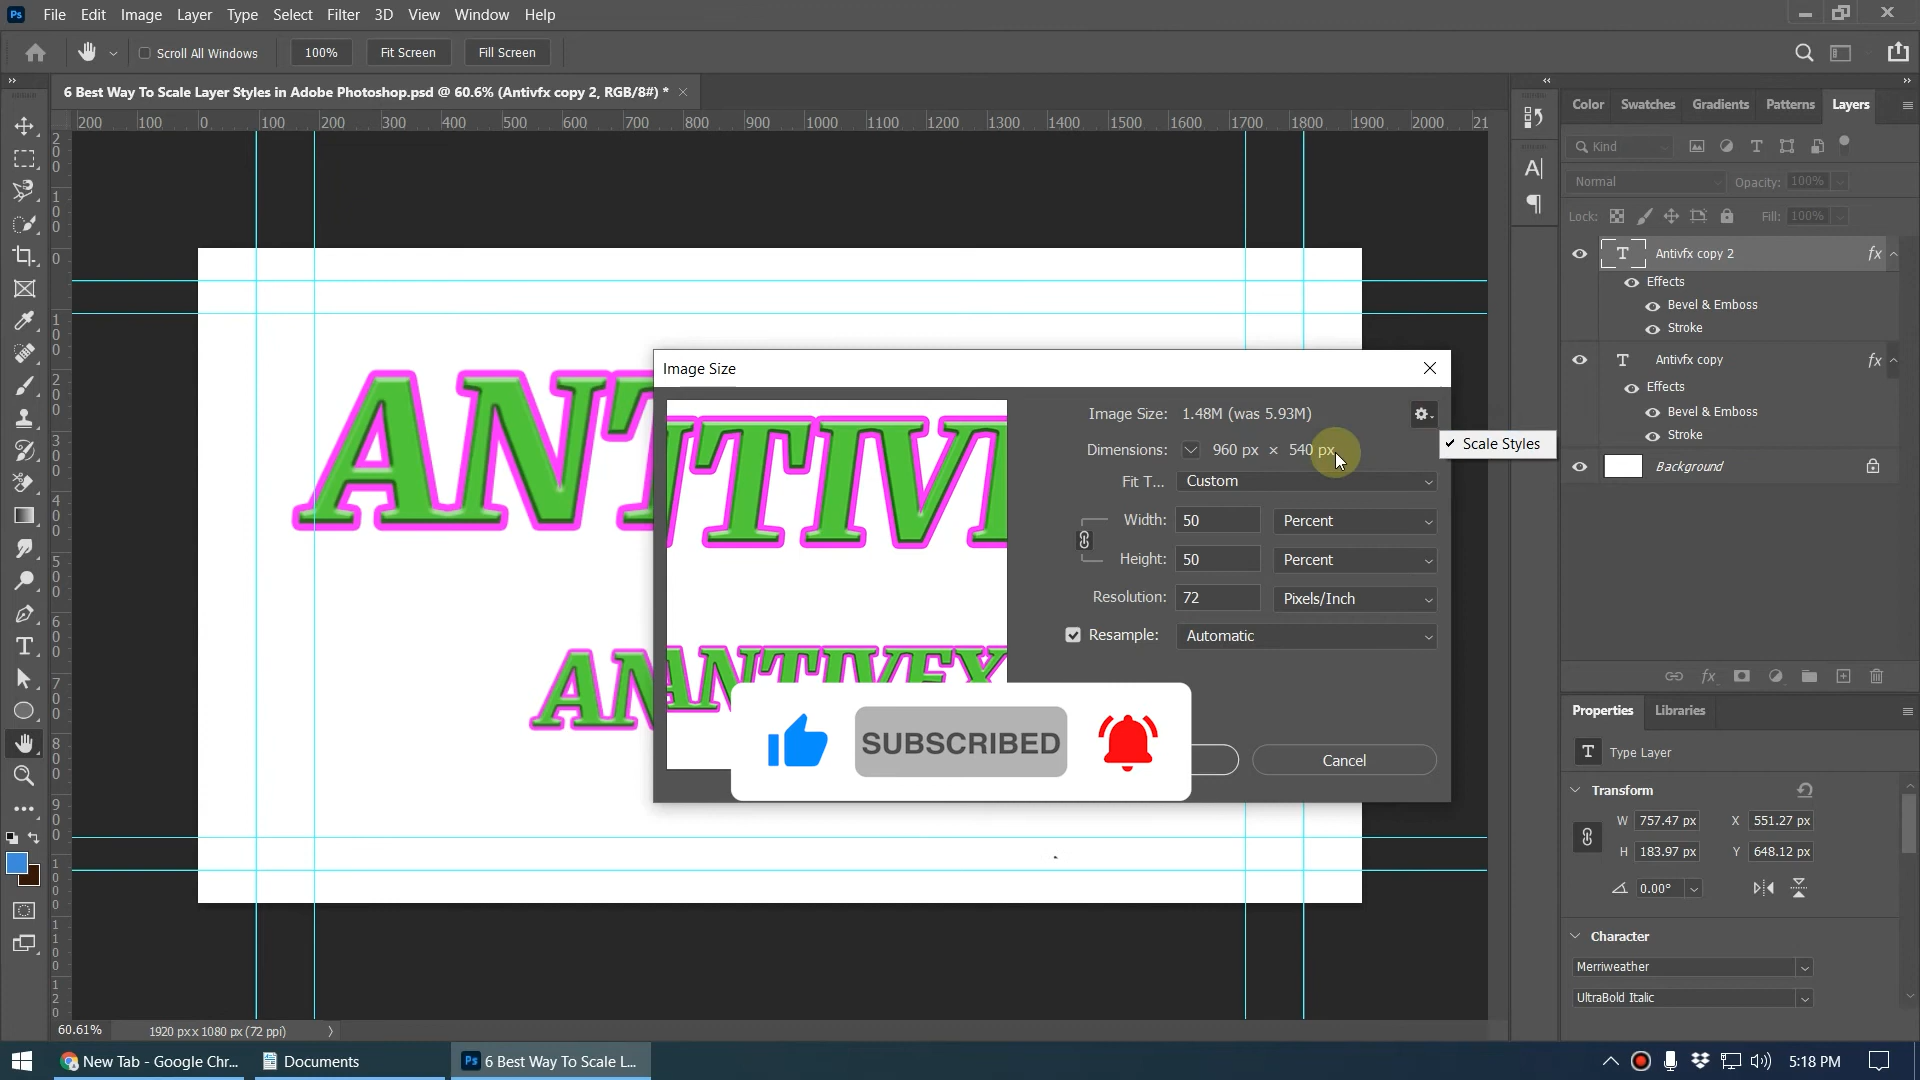 Ps File Edit Image Layer Type Select Filter 3D View Window Help
Scroll All Windows 100% Fit Screen Fill Screen
6 Best Way To Scale Layer Styles in Adobe Photoshop.psd @ 60.6% (Antivfx copy 2, RGB/8#) *
200 100 0 100 200 300 400 500 600 700 800 900 1000 1100 1200 1300 1400 1500 1600 1700 1800 1900 2000 21
Color Swatches Gradients Patterns Layers
Kind
Normal Opacity: 100%
Lock: Fill: 100%
T Antivfx copy 2 fx
Effects
Bevel & Emboss
Stroke
T Antivfx copy fx
Effects
Bevel & Emboss
Stroke
Background
Image Size
Image Size: 1.48M (was 5.93M)
Scale Styles
Dimensions: 960 px × 540 px
Fit T... Custom
Width: 50 Percent
Height: 50 Percent
Resolution: 72 Pixels/Inch
Resample: Automatic
Cancel
ANT
NTIV
AN
ANTIVFX
SUBSCRIBED
Properties Libraries
T Type Layer
Transform
W 757.47 px X 551.27 px
H 183.97 px Y 648.12 px
0.00°
Character
Merriweather
UltraBold Italic
60.61% 1920 px x 1080 px (72 ppi)
New Tab - Google Chr... Documents Ps 6 Best Way To Scale L... 5:18 PM